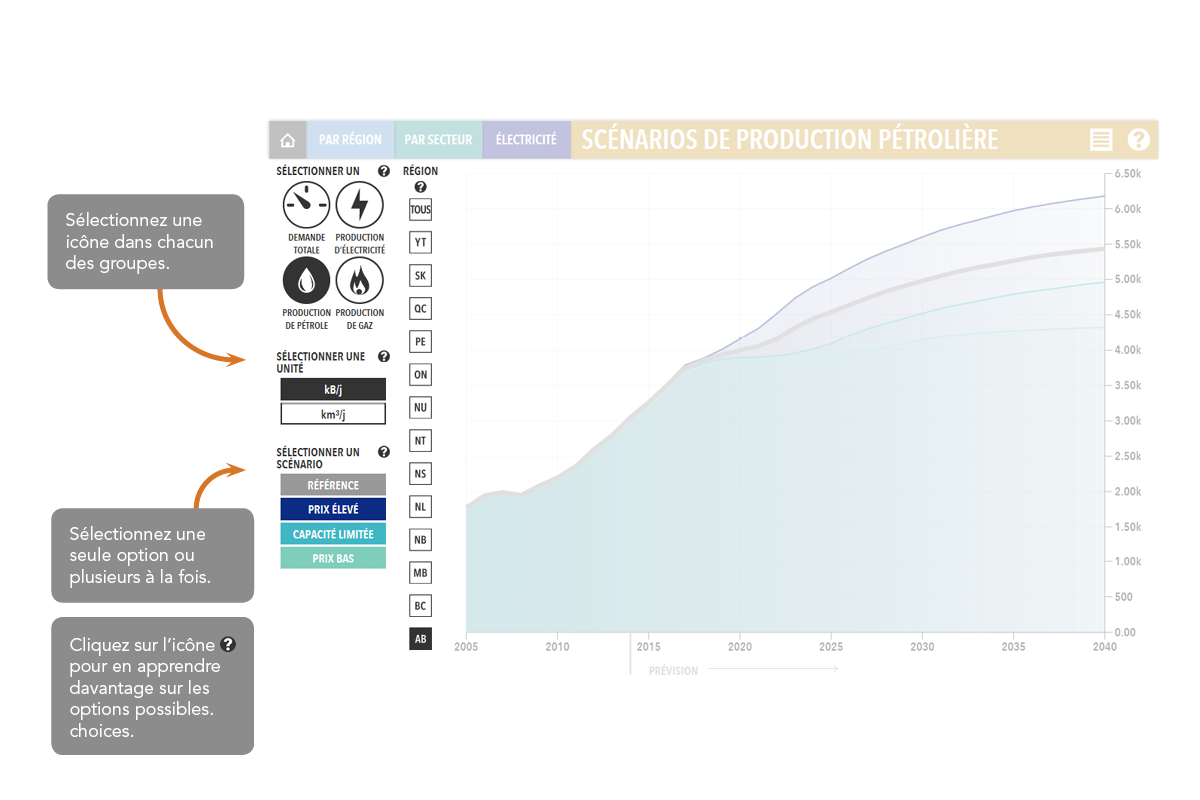 PAR RÉGION
PAR SECTEUR
ÉLECTRICITÉ
SCÉNARIOS DE PRODUCTION PÉTROLIÈRE
?
SÉLECTIONNER UN ?
DEMANDE
TOTALE
PRODUCTION
D'ÉLECTRICITÉ
PRODUCTION
DE PÉTROLE
PRODUCTION
DE GAZ
SÉLECTIONNER UNE ?
UNITÉ
kB/j
km³/j
SÉLECTIONNER UN ?
SCÉNARIO
RÉFÉRENCE
PRIX ÉLEVÉ
CAPACITÉ LIMITÉE
PRIX BAS
RÉGION
?
TOUS
YT
SK
QC
PE
ON
NU
NT
NS
NL
NB
MB
BC
AB
Sélectionnez une
icône dans chacun
des groupes.
Sélectionnez une
seule option ou
plusieurs à la fois.
Cliquez sur l'icône ?
pour en apprendre
davantage sur les
options possibles.
choices.
6.50k
6.00k
5.50k
5.00k
4.50k
4.00k
3.50k
3.00k
2.50k
2.00k
1.50k
1.00k
500
0.00
2005 2010 2015 2020 2025 2030 2035 2040
PRÉVISION